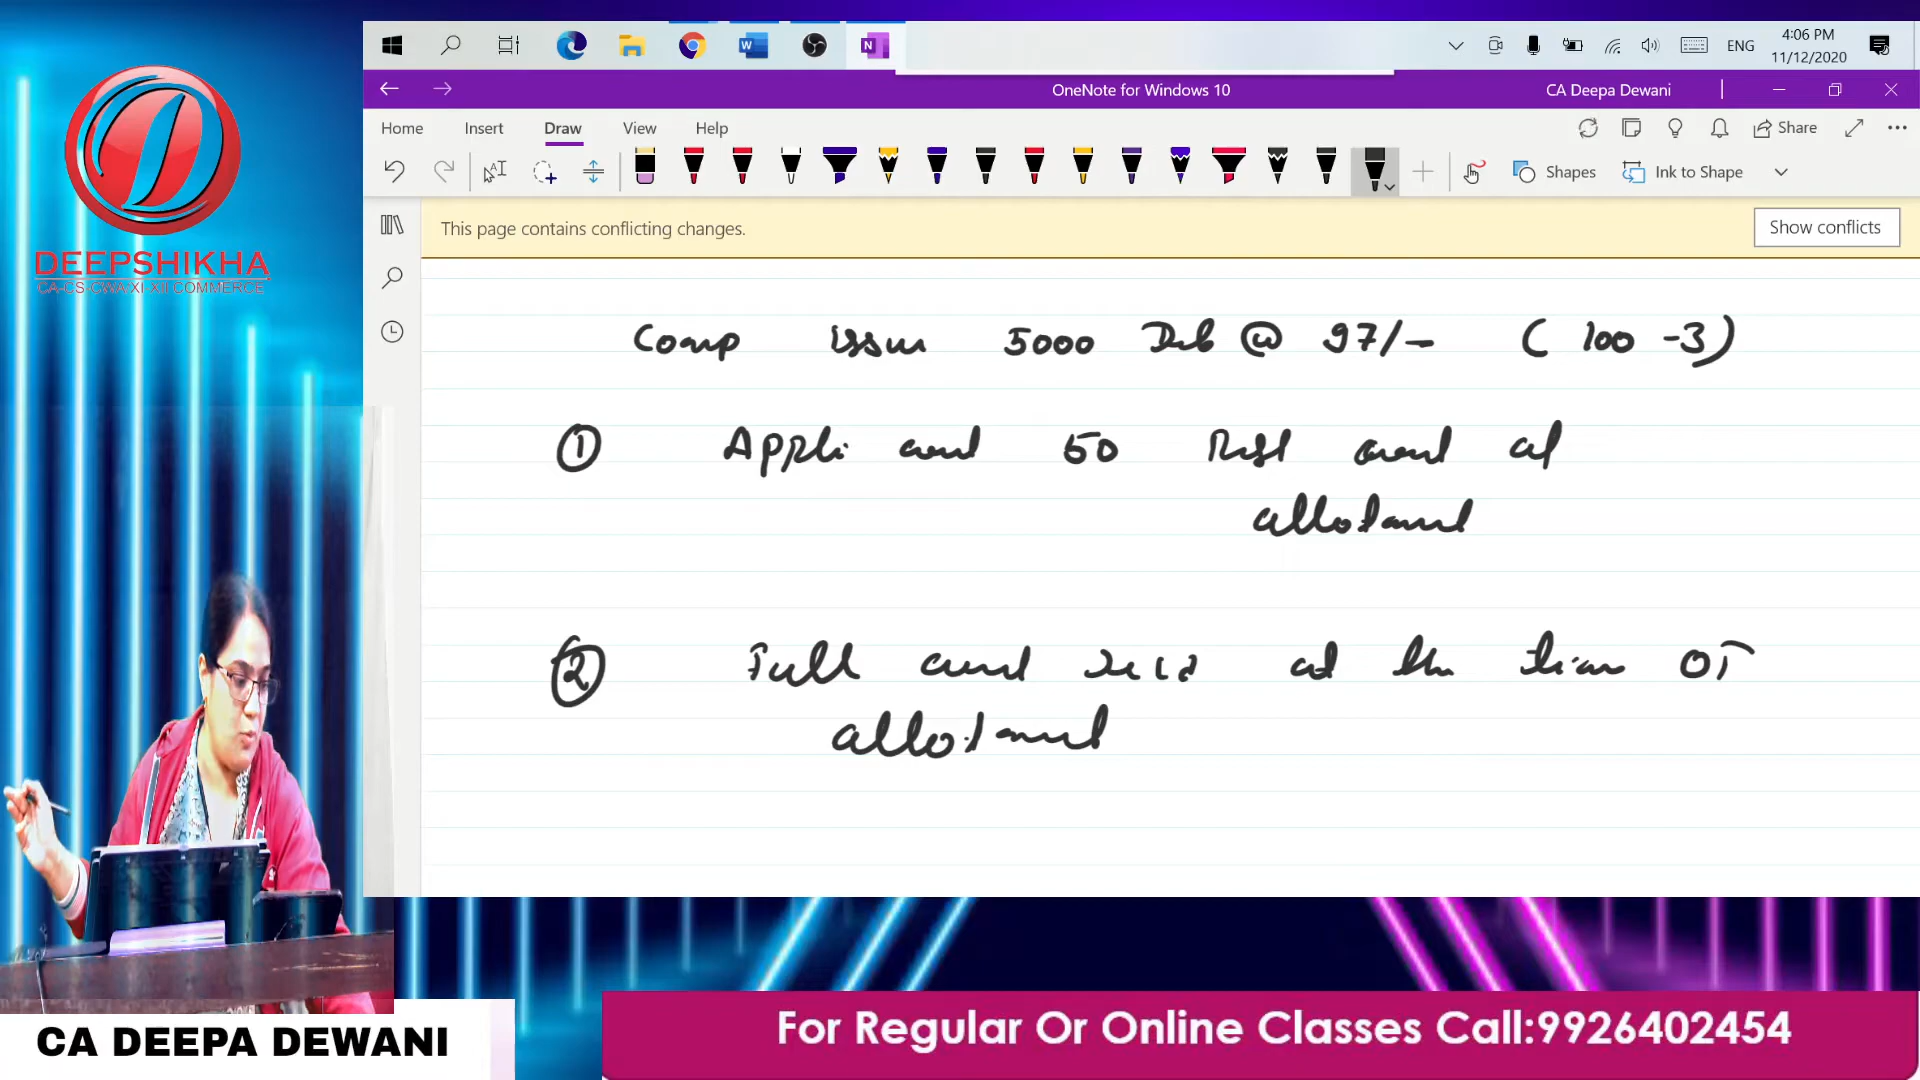 4:06 PM
ENG
11/12/2020
OneNote for Windows 10
CA Deepa Dewani
Home Insert Draw View Help
Share
Shapes
Ink to Shape
This page contains conflicting changes.
Show conflicts
DEEPSHIKHA
CA-CS-CWA/XI-XII COMMERCE
Comp issue 5000 Deb @ 97/- ( 100 -3)
① Appli amt 50 Rest amt at
allotment
② Full amt recd at the time of
allotment
CA DEEPA DEWANI
For Regular Or Online Classes Call:9926402454